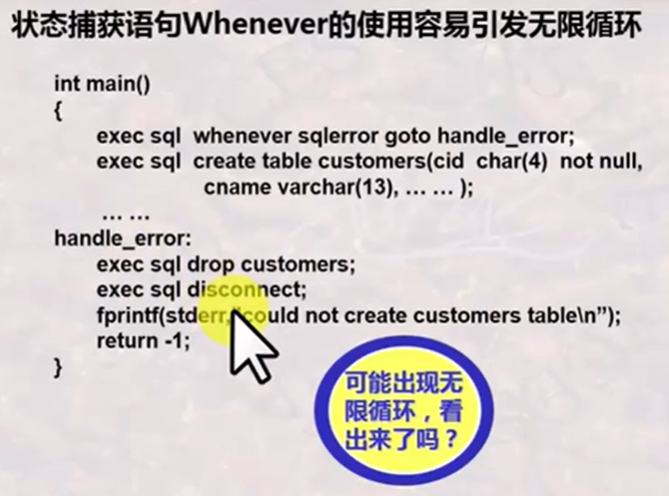 状态捕获语句Whenever的使用容易引发无限循环
int main()
{
exec sql whenever sqlerror goto handle_error;
exec sql create table customers(cid char(4) not null,
cname varchar(13), … … );
… …
handle_error:
exec sql drop customers;
exec sql disconnect;
fprintf(stderr,"could not create customers table\n”);
return -1;
}
可能出现无
限循环，看
出来了吗？